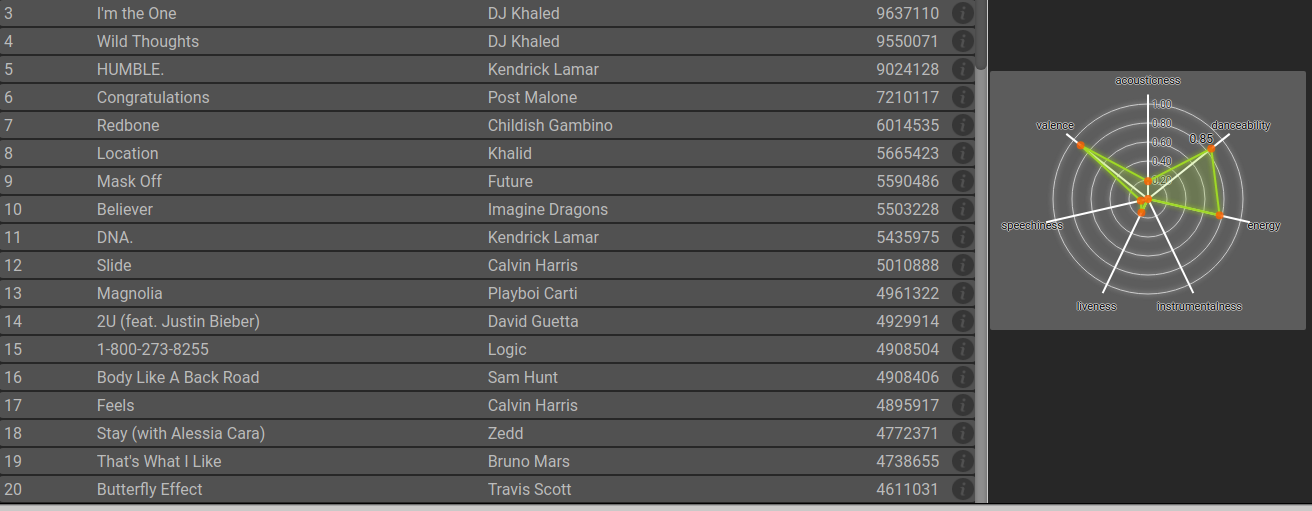 3 I'm the One DJ Khaled 9637110 i
4 Wild Thoughts DJ Khaled 9550071 i
5 HUMBLE. Kendrick Lamar 9024128 i
6 Congratulations Post Malone 7210117 i
7 Redbone Childish Gambino 6014535 i
8 Location Khalid 5665423 i
9 Mask Off Future 5590486 i
10 Believer Imagine Dragons 5503228 i
11 DNA. Kendrick Lamar 5435975 i
12 Slide Calvin Harris 5010888 i
13 Magnolia Playboi Carti 4961322 i
14 2U (feat. Justin Bieber) David Guetta 4929914 i
15 1-800-273-8255 Logic 4908504 i
16 Body Like A Back Road Sam Hunt 4908406 i
17 Feels Calvin Harris 4895917 i
18 Stay (with Alessia Cara) Zedd 4772371 i
19 That's What I Like Bruno Mars 4738655 i
20 Butterfly Effect Travis Scott 4611031 i
acousticness
1.00
valence 0.80 danceability
0.60 0.85
0.40
0.20
speechiness energy
liveness instrumentalness